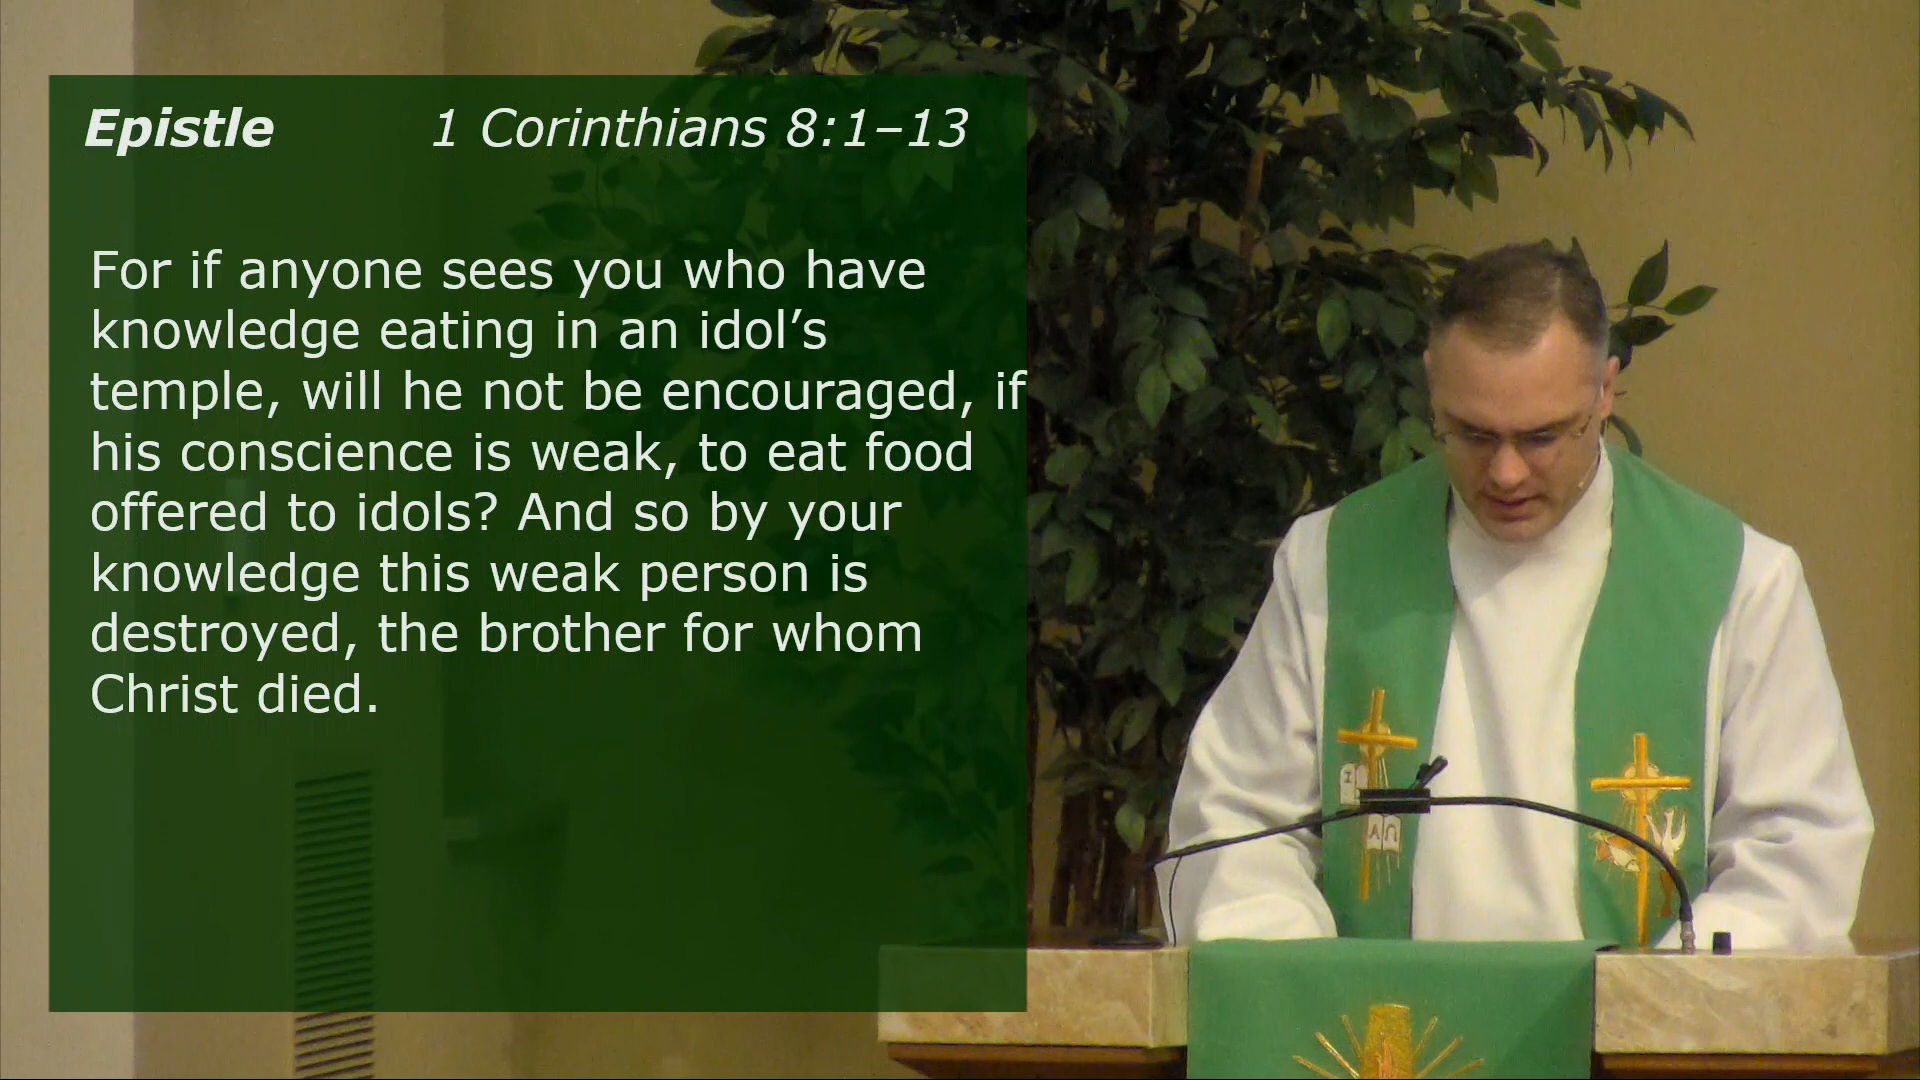 Epistle 1 Corinthians 8:1–13
For if anyone sees you who have
knowledge eating in an idol’s
temple, will he not be encouraged, if
his conscience is weak, to eat food
offered to idols? And so by your
knowledge this weak person is
destroyed, the brother for whom
Christ died.
Α Ω